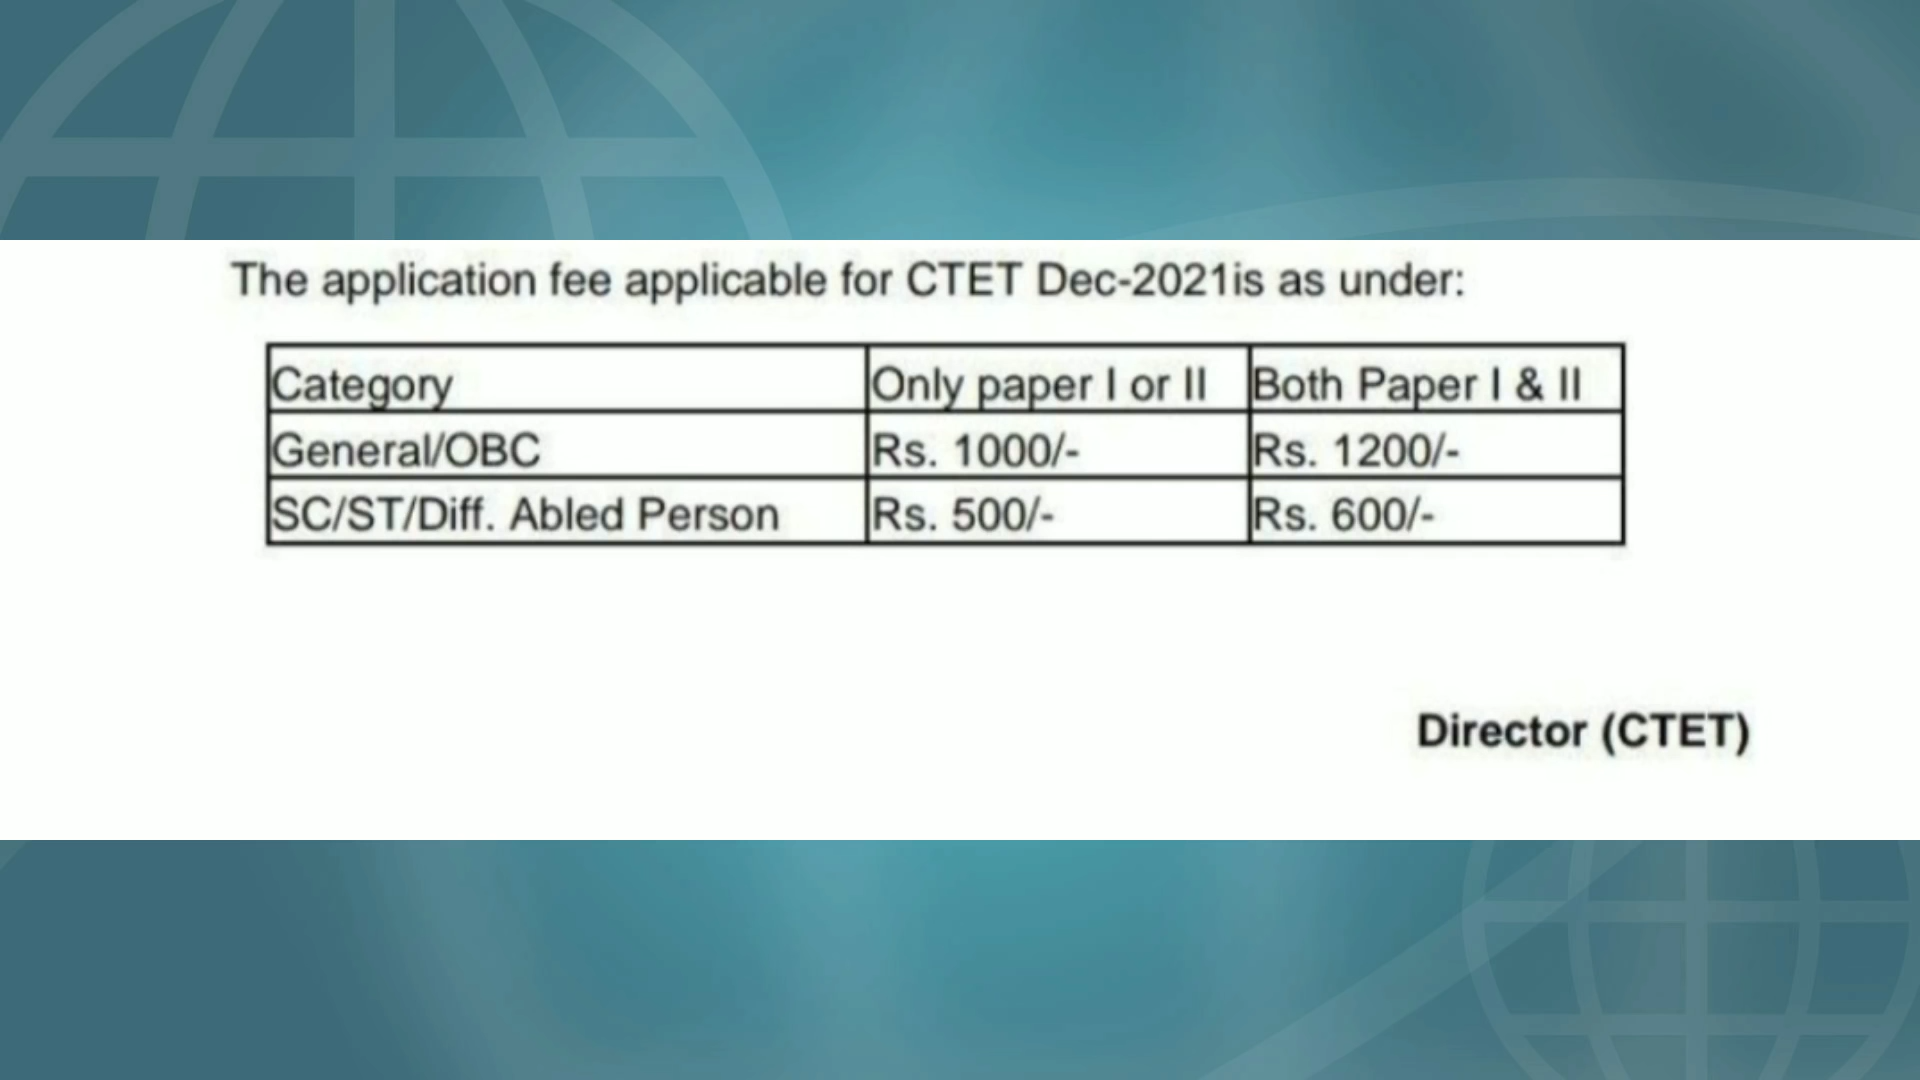 The application fee applicable for CTET Dec-2021is as under:
Category Only paper I or II Both Paper I & II
General/OBC Rs. 1000/- Rs. 1200/-
SC/ST/Diff. Abled Person Rs. 500/- Rs. 600/-
Director (CTET)